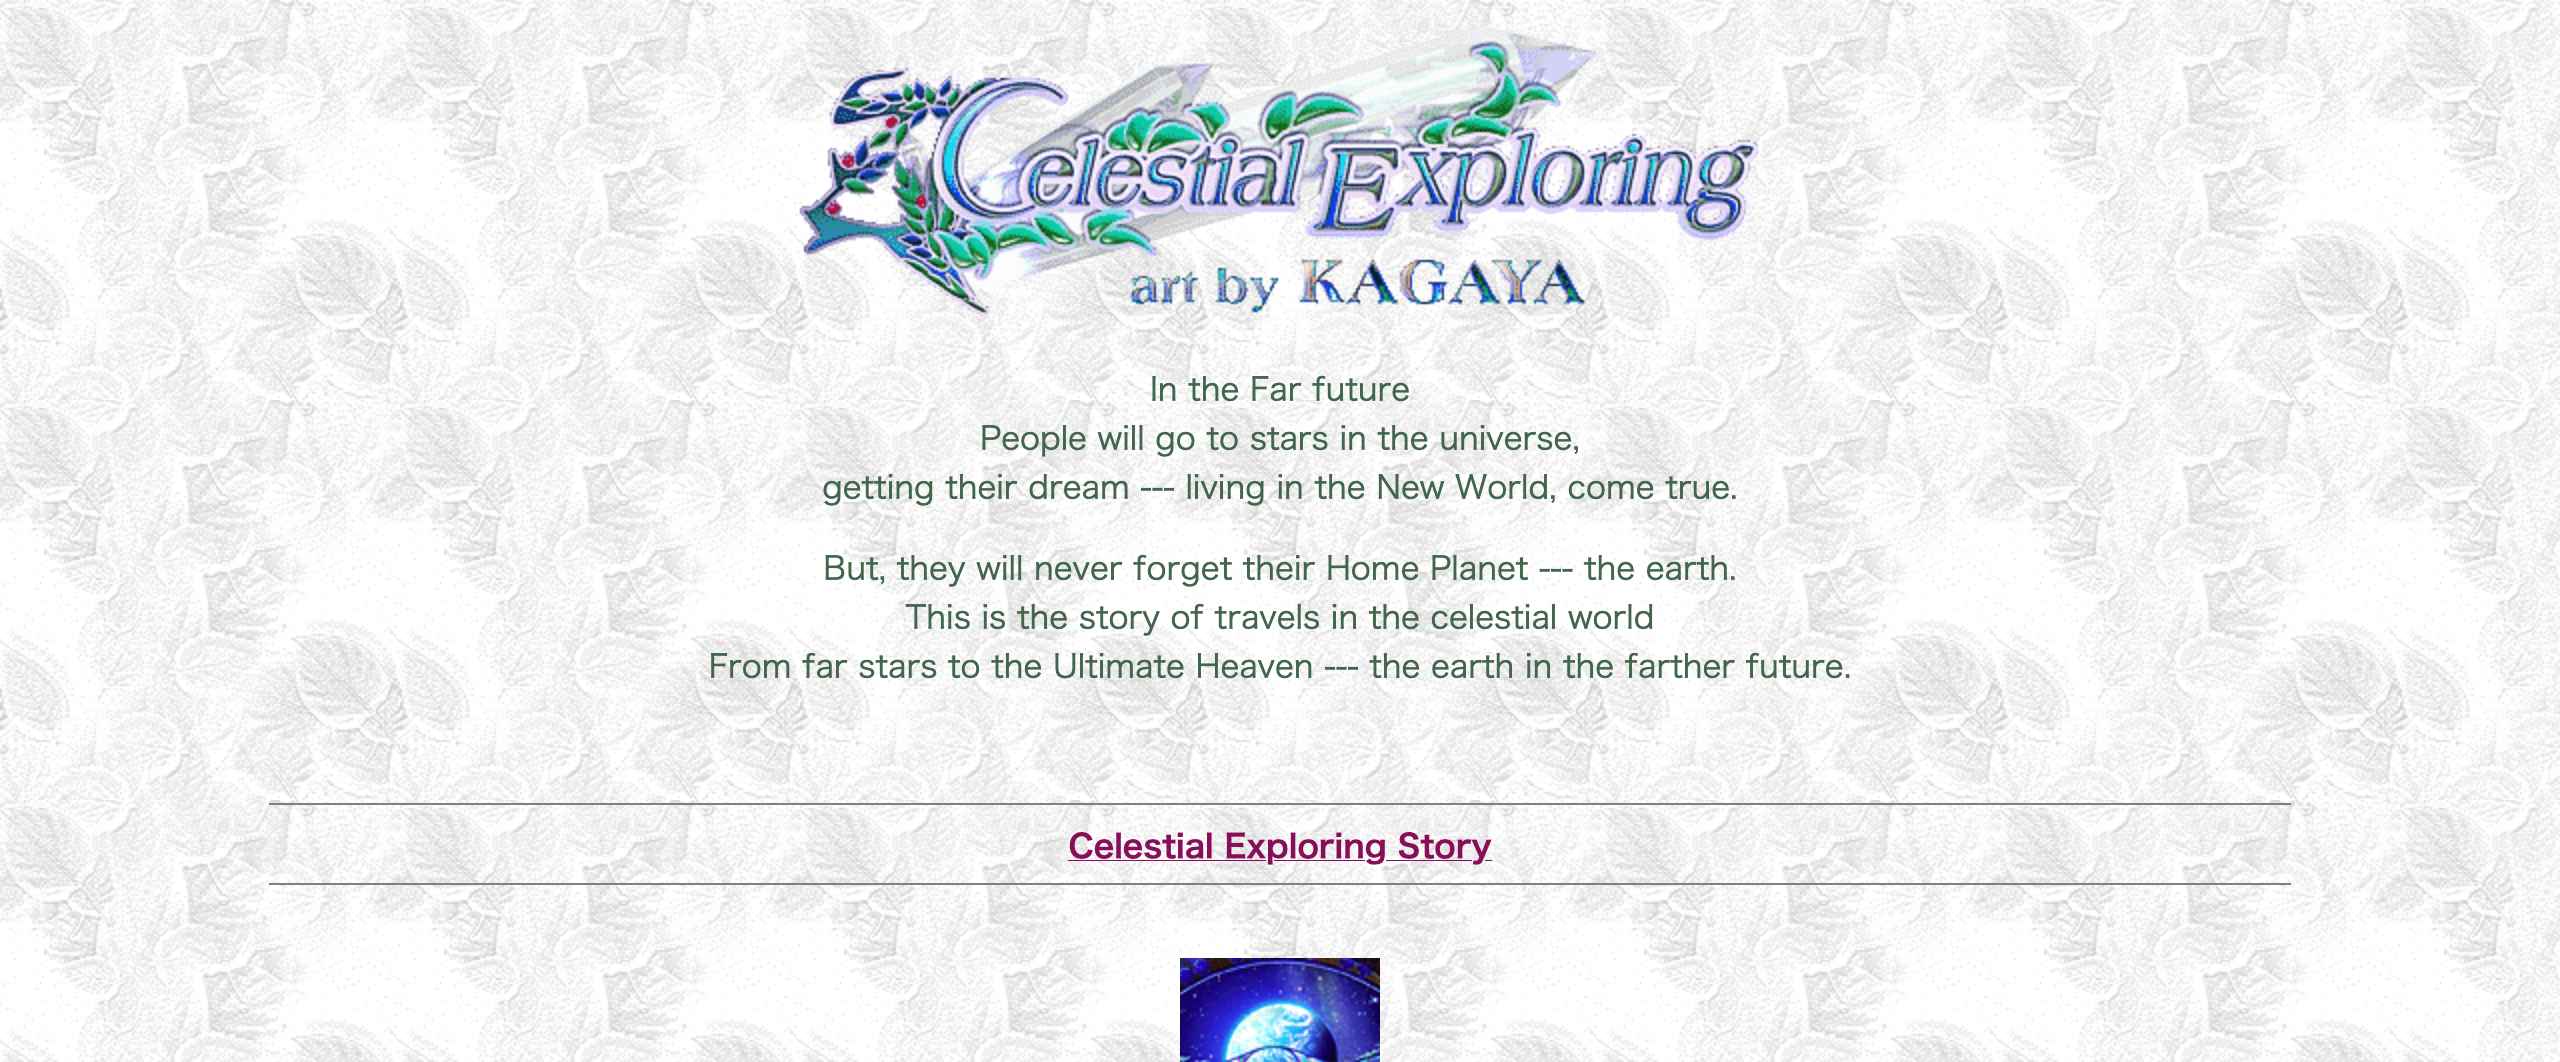 Celestial Exploring
art by KAGAYA
In the Far future
People will go to stars in the universe,
getting their dream --- living in the New World, come true.
But, they will never forget their Home Planet --- the earth.
This is the story of travels in the celestial world
From far stars to the Ultimate Heaven --- the earth in the farther future.
Celestial Exploring Story